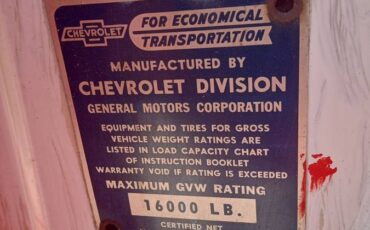 CHEVROLET
FOR ECONOMICAL
TRANSPORTATION
MANUFACTURED BY
CHEVROLET DIVISION
GENERAL MOTORS CORPORATION
EQUIPMENT AND TIRES FOR GROSS
VEHICLE WEIGHT RATINGS ARE
LISTED IN LOAD CAPACITY CHART
OF INSTRUCTION BOOKLET
WARRANTY VOID IF RATING IS EXCEEDED
MAXIMUM GVW RATING
16000 LB.
CERTIFIED NET